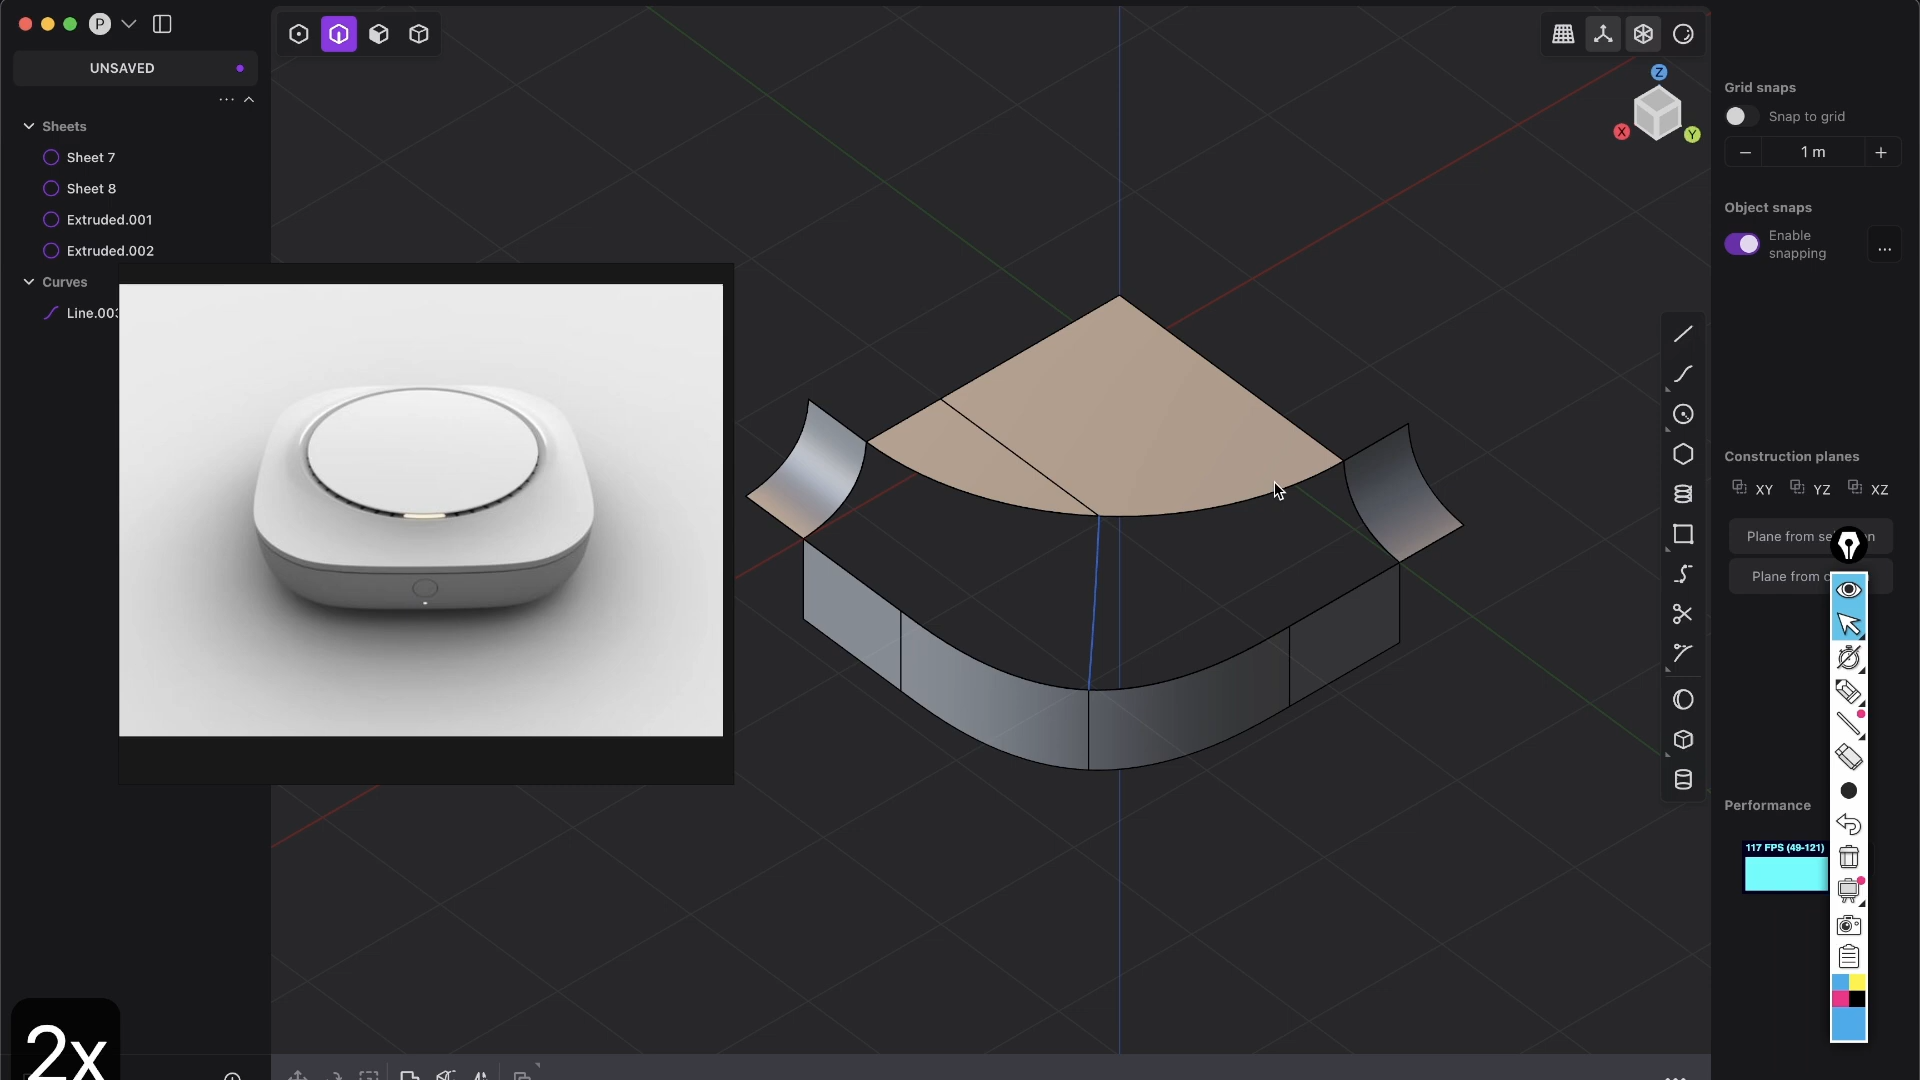 P
UNSAVED
Sheets
Sheet 7
Sheet 8
Extruded.001
Extruded.002
Curves
Line.003
2x
Z
X
Y
Grid snaps
Snap to grid
1 m
Object snaps
Enable
snapping
Construction planes
XY
YZ
XZ
Plane from se
Plane from c
Performance
117 FPS (49-121)